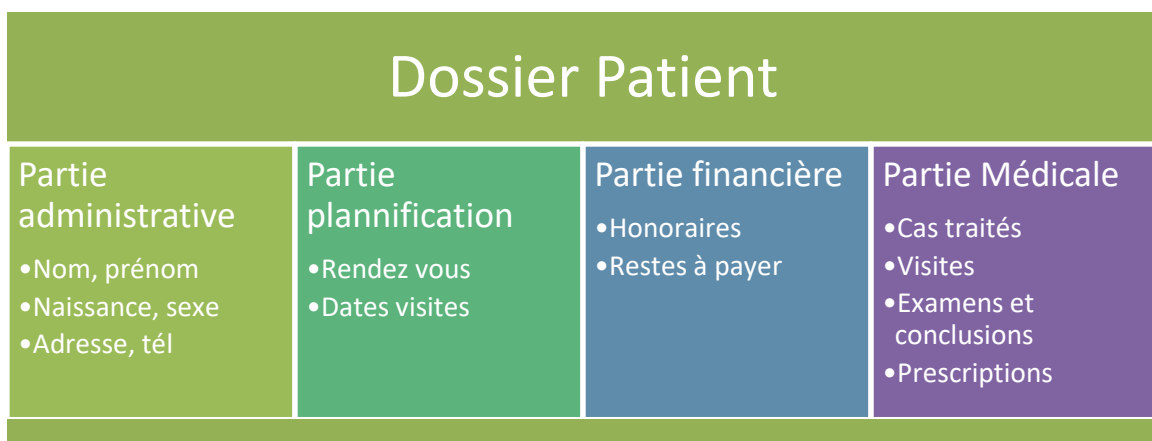 Dossier Patient
Partie
administrative
•Nom, prénom
•Naissance, sexe
•Adresse, tél
Partie
plannification
•Rendez vous
•Dates visites
Partie financière
•Honoraires
•Restes à payer
Partie Médicale
•Cas traités
•Visites
•Examens et
conclusions
•Prescriptions